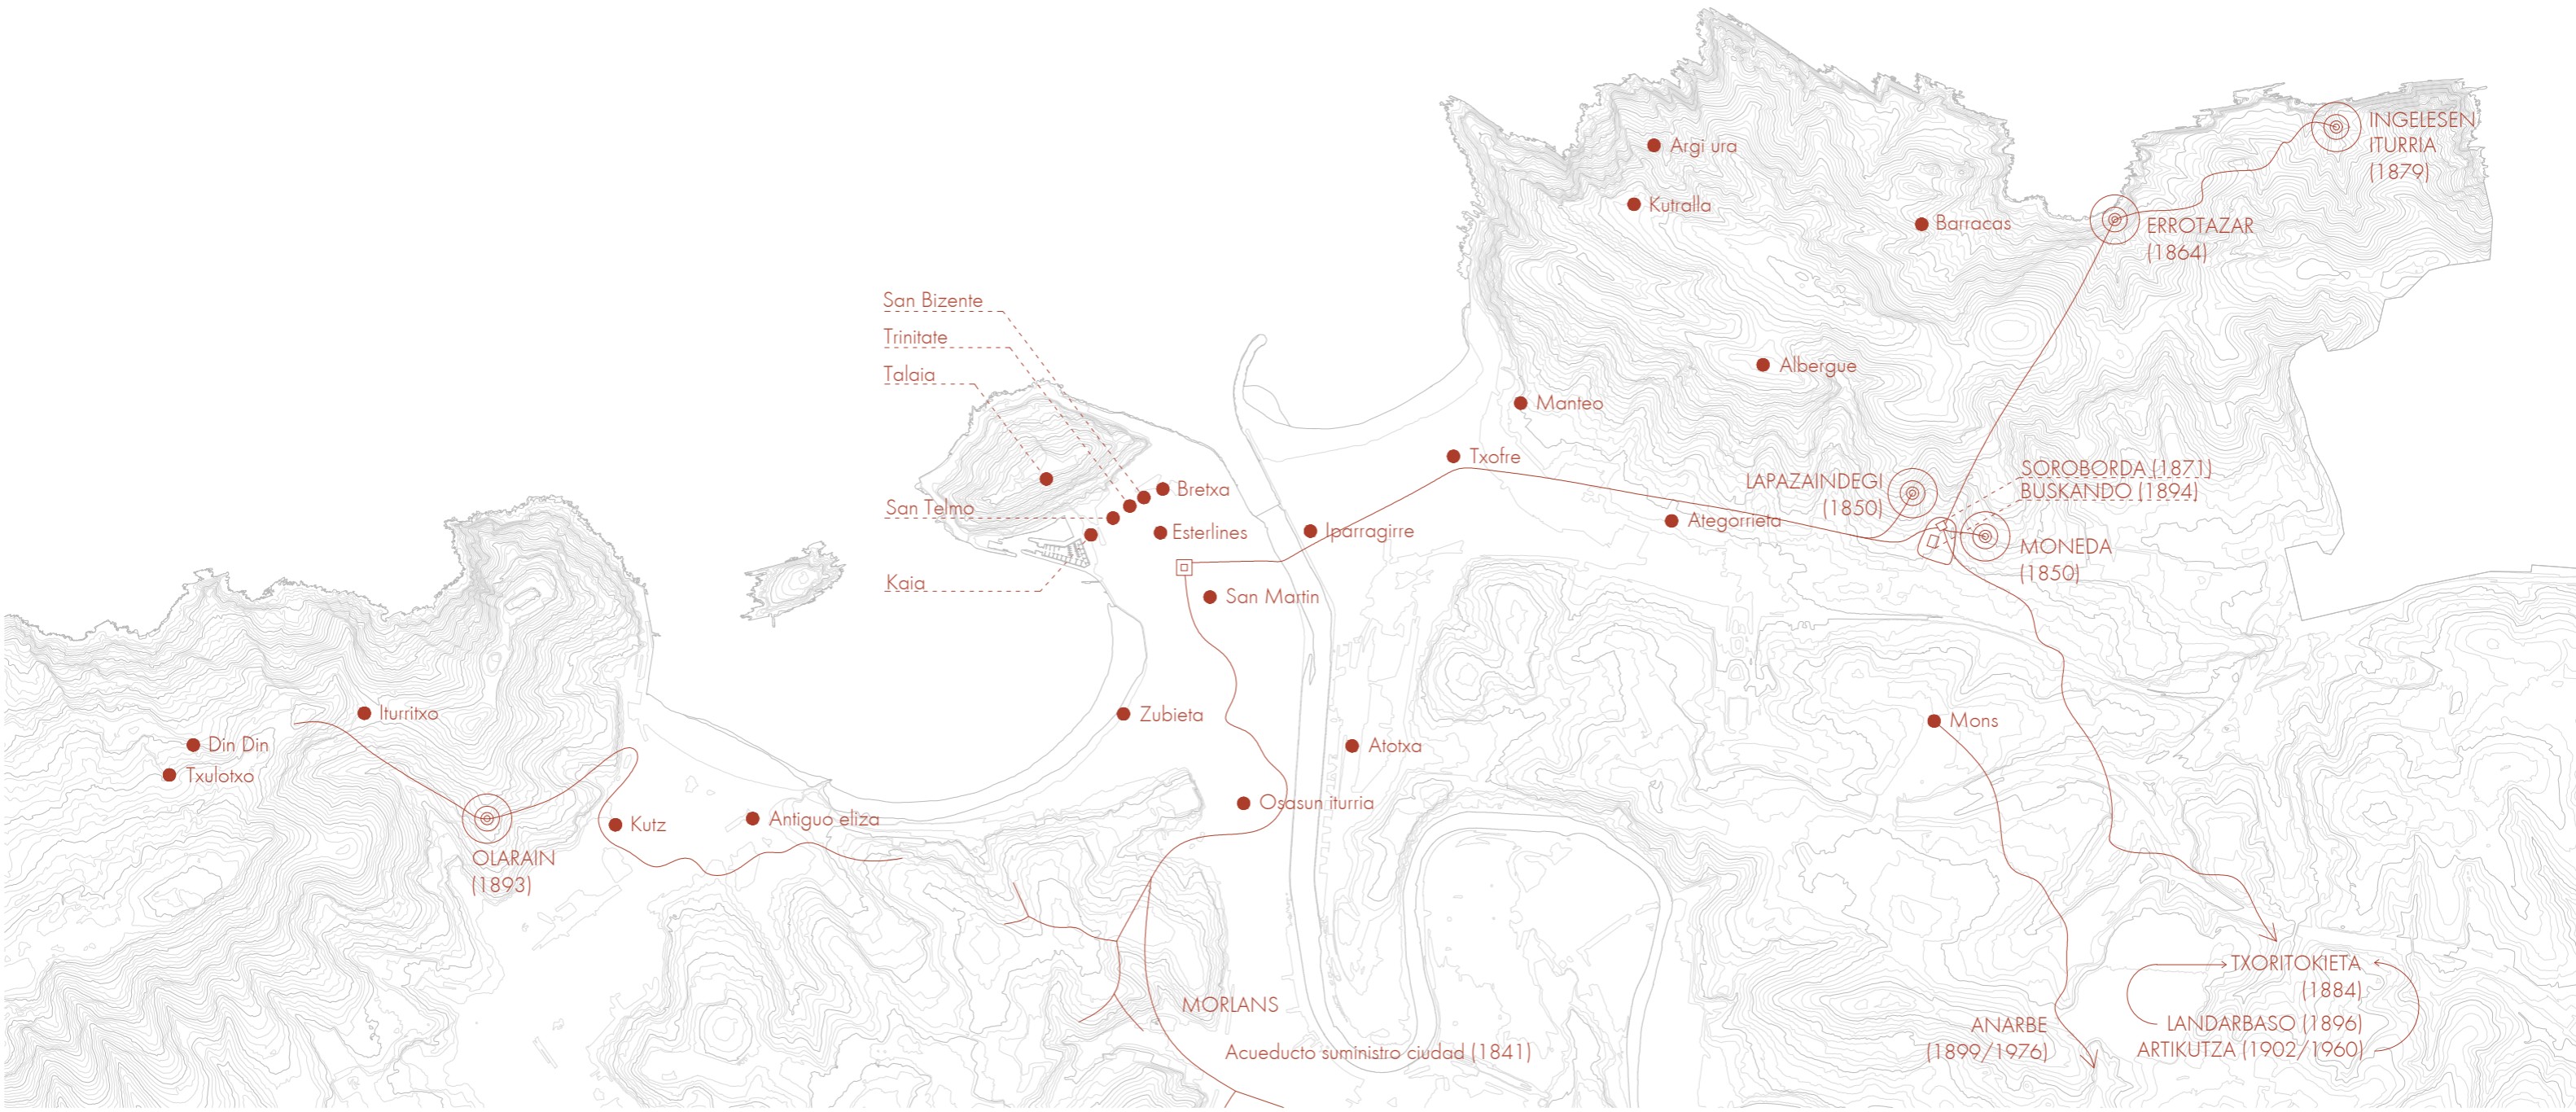 INGELESEN
ITURRIA
(1879)
Argi ura
Kutralla
Barracas
ERROTAZAR
(1864)
San Bizente
Trinitate
Talaia
Albergue
Manteo
Txofre
SOROBORDA (1871)
BUSKANDO (1894)
LAPAZAINDEGI
(1850)
Bretxa
San Telmo
Esterlines
Iparragirre
Ategorrieta
MONEDA
(1850)
Kaia
San Martin
Iturritxo
Zubieta
Mons
Din Din
Atotxa
Txulotxo
Osasun iturria
Kutz
Antiguo eliza
OLARAIN
(1893)
TXORITOKIETA
(1884)
MORLANS
LANDARBASO (1896)
ARTIKUTZA (1902/1960)
ANARBE
(1899/1976)
Acueducto suministro ciudad (1841)